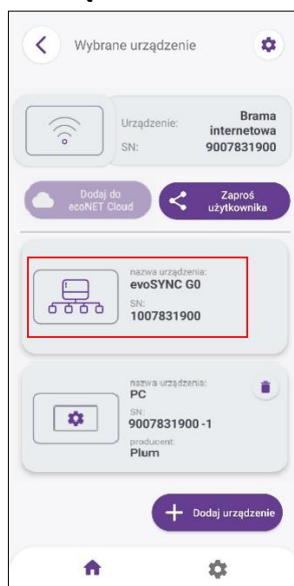 Wybrane urządzenie
Urządzenie: Brama internetowa
SN: 9007831900
Dodaj do
ecoNET Cloud
Zaproś
użytkownika
nazwa urządzenia:
evoSYNC G0
SN:
1007831900
nazwa urządzenia:
PC
SN:
9007831900 -1
producent:
Plum
Dodaj urządzenie